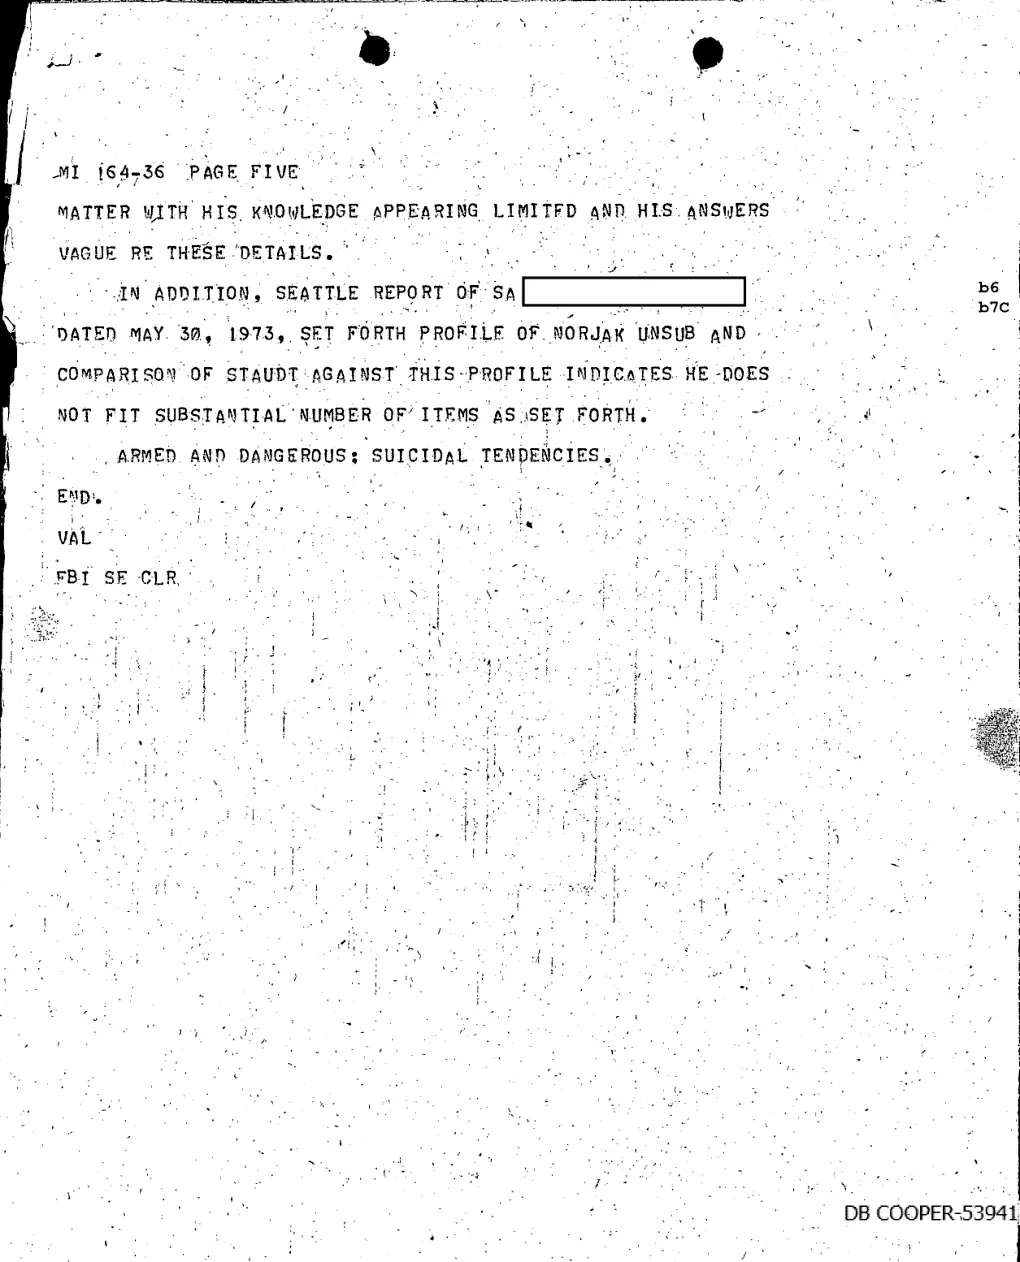 MI 164-36 PAGE FIVE
MATTER WITH HIS KNOWLEDGE APPEARING LIMITED AND HIS ANSWERS
VAGUE RE THESE DETAILS.
IN ADDITION, SEATTLE REPORT OF SA
b6
b7C
DATED MAY 30, 1973, SET FORTH PROFILE OF NORJAK UNSUB AND
COMPARISON OF STAUDT AGAINST THIS PROFILE INDICATES HE DOES
NOT FIT SUBSTANTIAL NUMBER OF ITEMS AS SET FORTH.
ARMED AND DANGEROUS; SUICIDAL TENDENCIES.
END.
VAL
FBI SE CLR
DB COOPER-53941